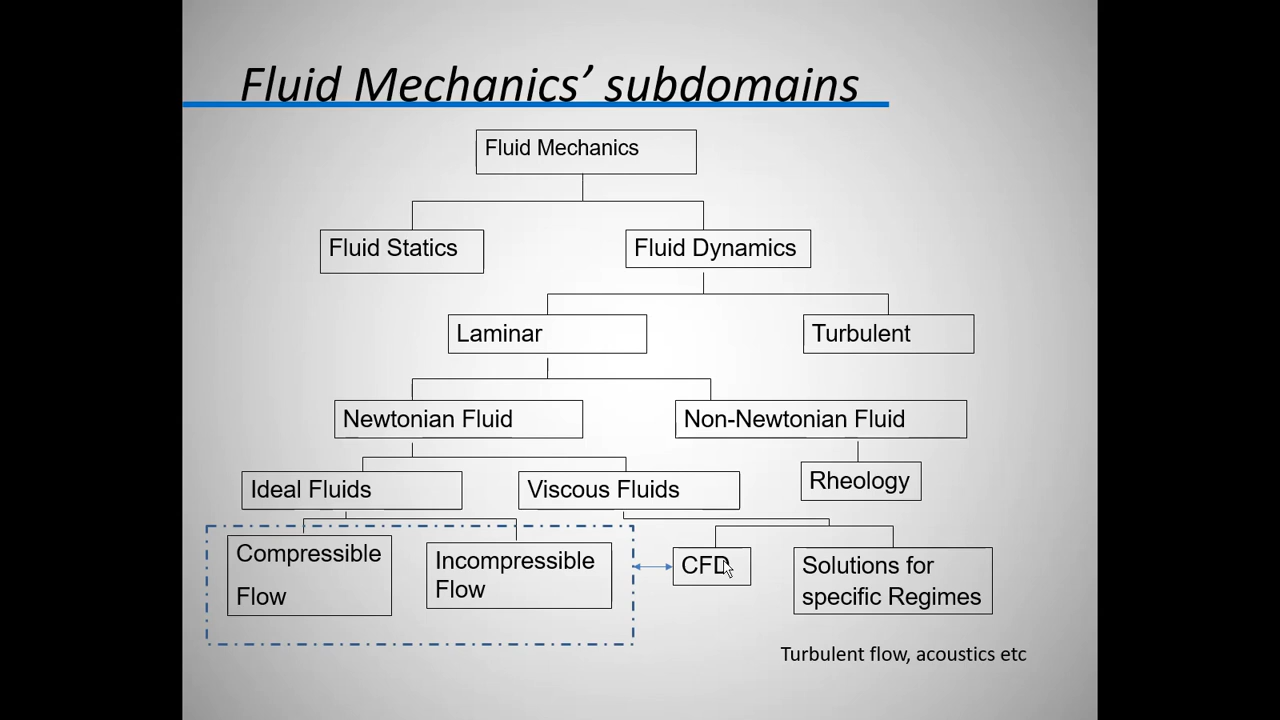 Fluid Mechanics’ subdomains
Fluid Mechanics
Fluid Statics
Fluid Dynamics
Laminar
Turbulent
Newtonian Fluid
Non-Newtonian Fluid
Ideal Fluids
Viscous Fluids
Rheology
Compressible
Flow
Incompressible
Flow
CFD
Solutions for
specific Regimes
Turbulent flow, acoustics etc